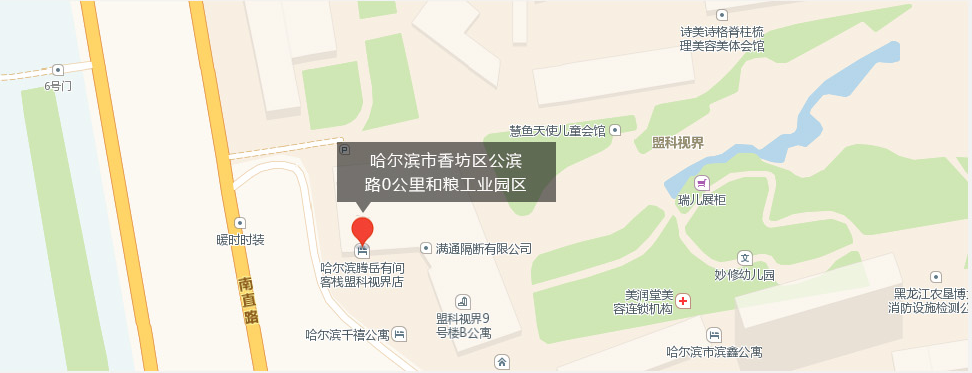 诗美诗格脊柱梳
理美容美体会馆
6号门
慧鱼天使儿童会馆
盟科视界
P
哈尔滨市香坊区公滨
路0公里和粮工业园区
瑞儿展柜
暖时时装
满通隔断有限公司
哈尔滨腾岳有间
客栈盟科视界店
文
妙修幼儿园
南直路
美润堂美
容连锁机构
黑龙江农垦博
消防设施检测公
盟科视界9
号楼B公寓
哈尔滨千禧公寓
哈尔滨市滨鑫公寓